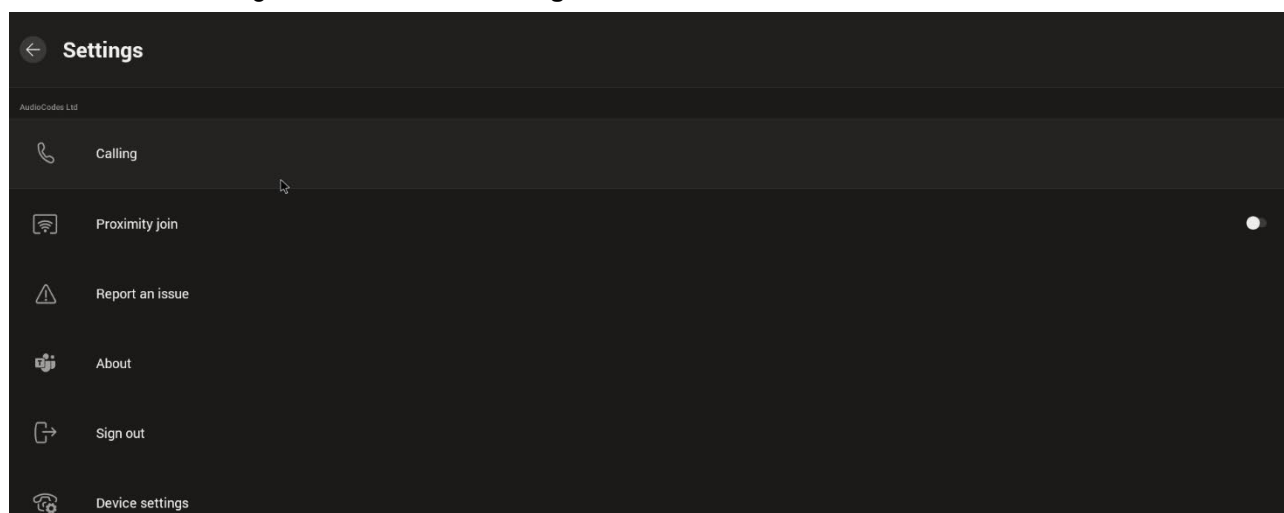 Settings
AudioCodes Ltd
Calling
Proximity join
Report an issue
About
Sign out
Device settings